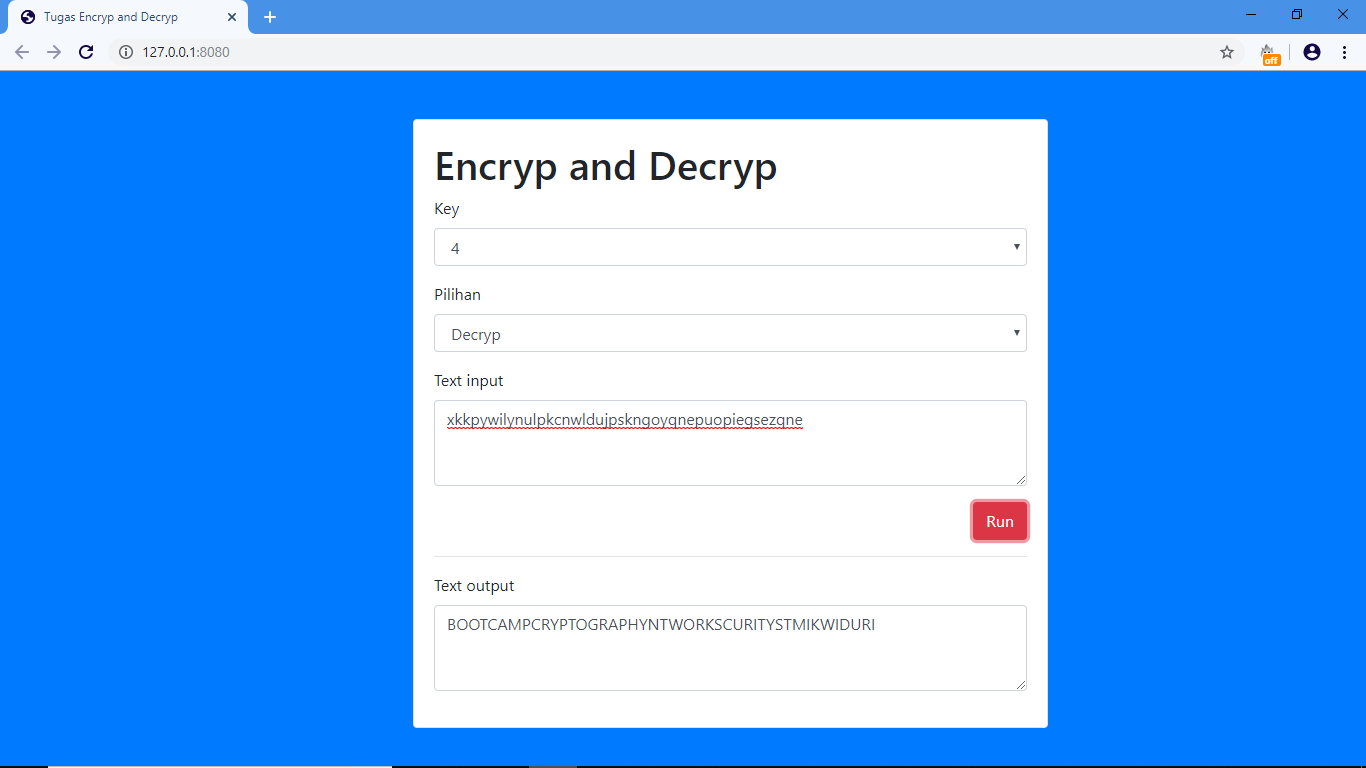 Tugas Encryp and Decryp
127.0.0.1:8080
off
Encryp and Decryp
Key
4
Pilihan
Decryp
Text input
xkkpywilynulpkcnwldujpskngoyqnepuopiegsezqne
Run
Text output
BOOTCAMPCRYPTOGRAPHYNTWORKSCURITYSTMIKWIDURI